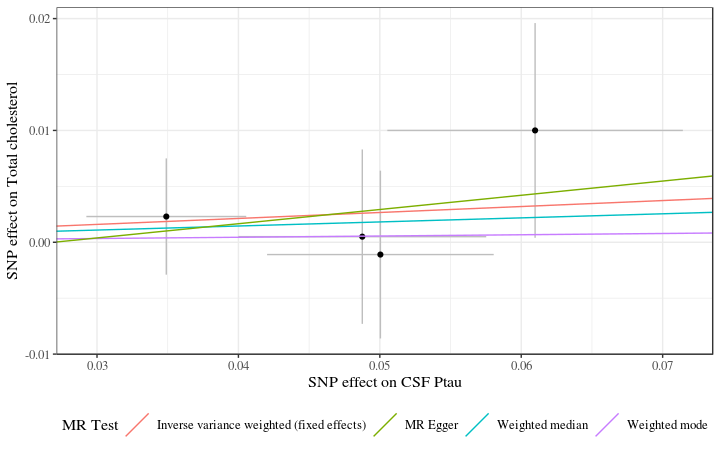 SNP effect on Total cholesterol
0.02
0.01
0.00
-0.01
0.03
0.04
0.05
0.06
0.07
SNP effect on CSF Ptau
MR Test
Inverse variance weighted (fixed effects)
MR Egger
Weighted median
Weighted mode